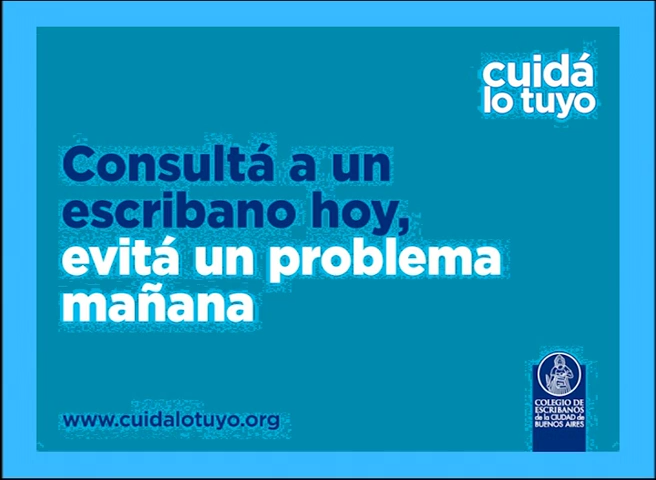 cuidá
lo tuyo
Consultá a un
escribano hoy,
evitá un problema
mañana
www.cuidalotuyo.org
COLEGIO DE
ESCRIBANOS
de la CIUDAD de
BUENOS AIRES